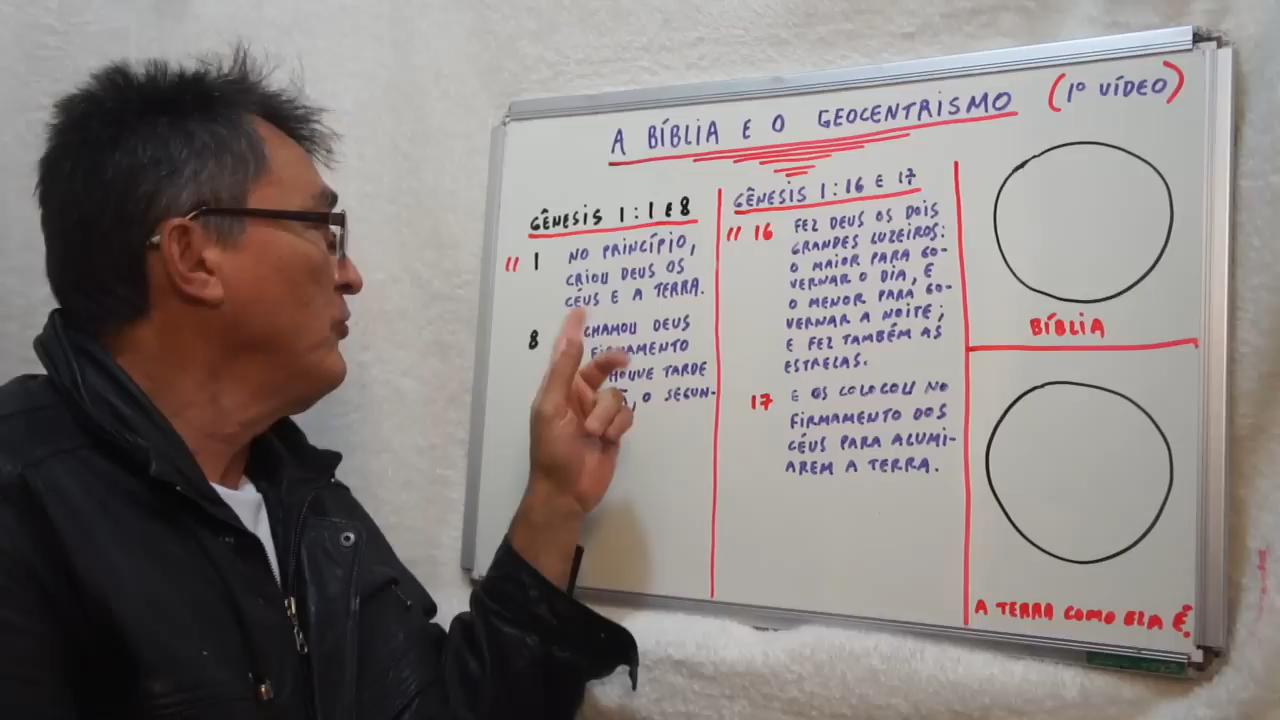 A BÍBLIA E O GEOCENTRISMO (1º VÍDEO)
GÊNESIS 1:1 E 8
" 1 NO PRINCÍPIO,
CRIOU DEUS OS
CÉUS E A TERRA.
8 CHAMOU DEUS
FIRMAMENTO
HOUVE TARDE
, O SEGUN-
GÊNESIS 1:16 E 17
" 16 FEZ DEUS OS DOIS
GRANDES LUZEIROS:
O MAIOR PARA GO-
VERNAR O DIA, E
O MENOR PARA GO-
VERNAR A NOITE;
E FEZ TAMBÉM AS
ESTRELAS.
17 E OS COLOCOU NO
FIRMAMENTO DOS
CÉUS PARA ALUMI-
AREM A TERRA.
BÍBLIA
A TERRA COMO ELA É.